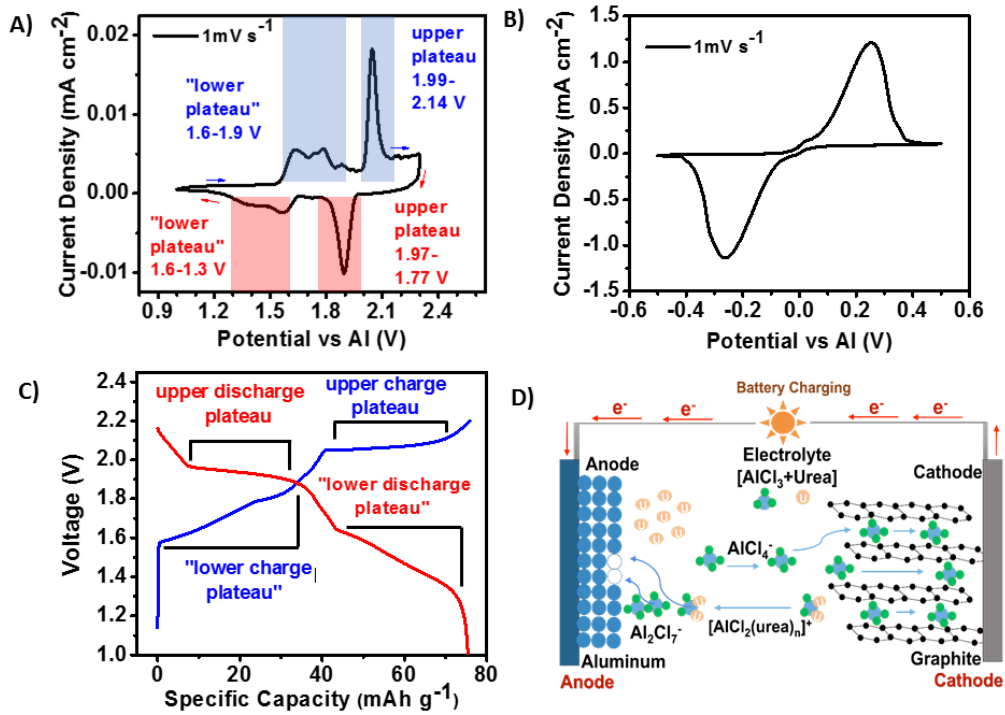 A)
Current Density (mA cm-2)
0.02
0.01
0.00
-0.01
1mV s-1
"lower
plateau"
1.6-1.9 V
upper
plateau
1.99-
2.14 V
"lower
plateau"
1.6-1.3 V
upper
plateau
1.97-
1.77 V
0.9 1.2 1.5 1.8 2.1 2.4
Potential vs Al (V)
B)
Current Density (mA cm-2)
1.5
1.0
0.5
0.0
-0.5
-1.0
-1.5
1mV s-1
-0.6 -0.4 -0.2 0.0 0.2 0.4 0.6
Potential vs Al (V)
C)
Voltage (V)
2.4
2.2
2.0
1.8
1.6
1.4
1.2
1.0
upper discharge
plateau
upper charge
plateau
"lower discharge
plateau"
"lower charge
plateau"
0 20 40 60 80
Specific Capacity (mAh g-1)
D)
Battery Charging
e- e- e- e-
Electrolyte
[AlCl3+Urea]
U
Anode
Cathode
U U U U U U U U
AlCl4-
Al2Cl7-
[AlCl2(urea)n]+
Aluminum
Graphite
Anode
Cathode